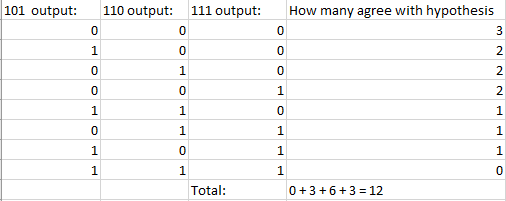 101 output: 110 output: 111 output: How many agree with hypothesis
0 0 0 3
1 0 0 2
0 1 0 2
0 0 1 2
1 1 0 1
0 1 1 1
1 0 1 1
1 1 1 0
Total: 0 + 3 + 6 + 3 = 12